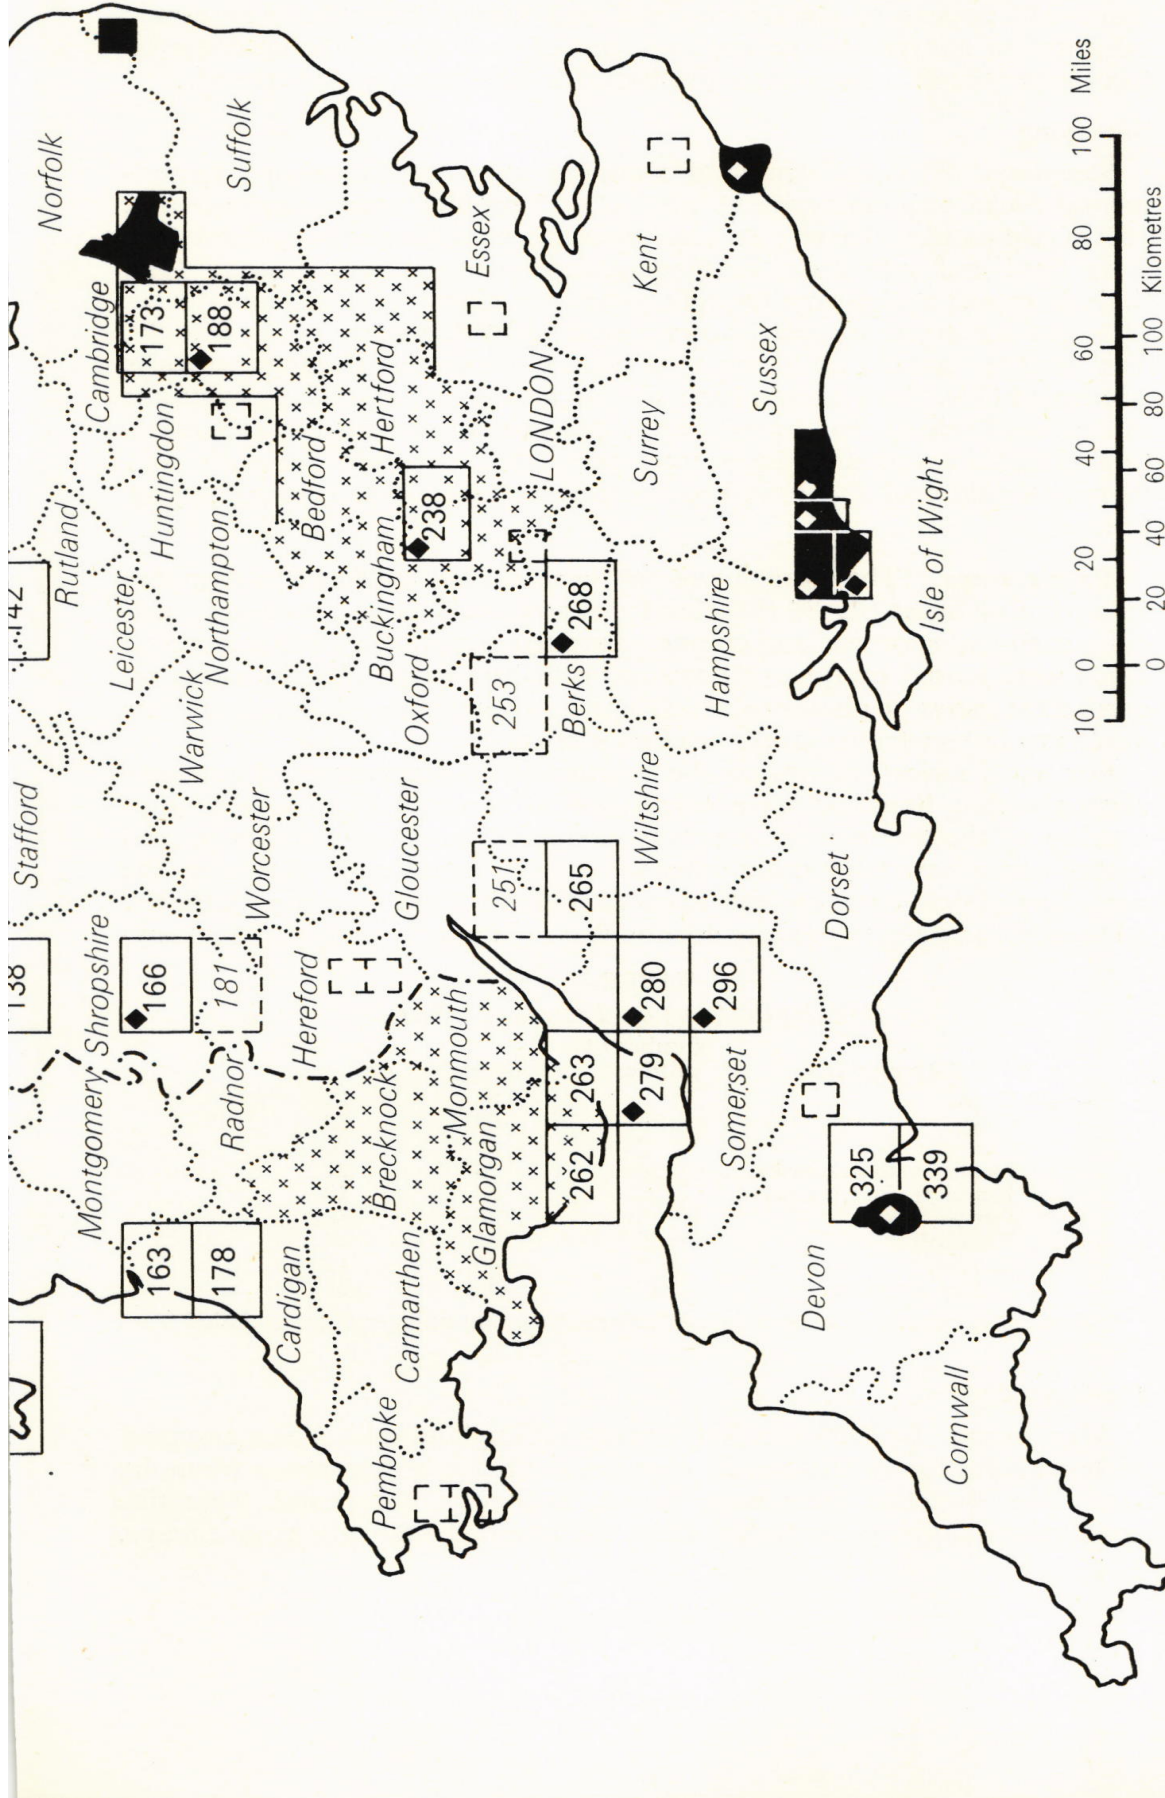 Stafford
Norfolk
Rutland
Montgomery
Shropshire
Leicester
Cambridge
163
166
173
Huntingdon
Warwick
178
181
Northampton
188
Radnor
Suffolk
Worcester
Cardigan
Hereford
Bedford
Pembroke
Brecknock
Buckingham
Hertford
Carmarthen
Gloucester
Oxford
238
Monmouth
Glamorgan
Essex
251
253
LONDON
262
263
265
Berks
268
279
280
Wiltshire
Surrey
Kent
296
Somerset
Hampshire
Sussex
Devon
Dorset
325
339
Isle of Wight
Cornwall
10 0 20 40 60 80 100 Miles
0 20 40 60 80 100 Kilometres